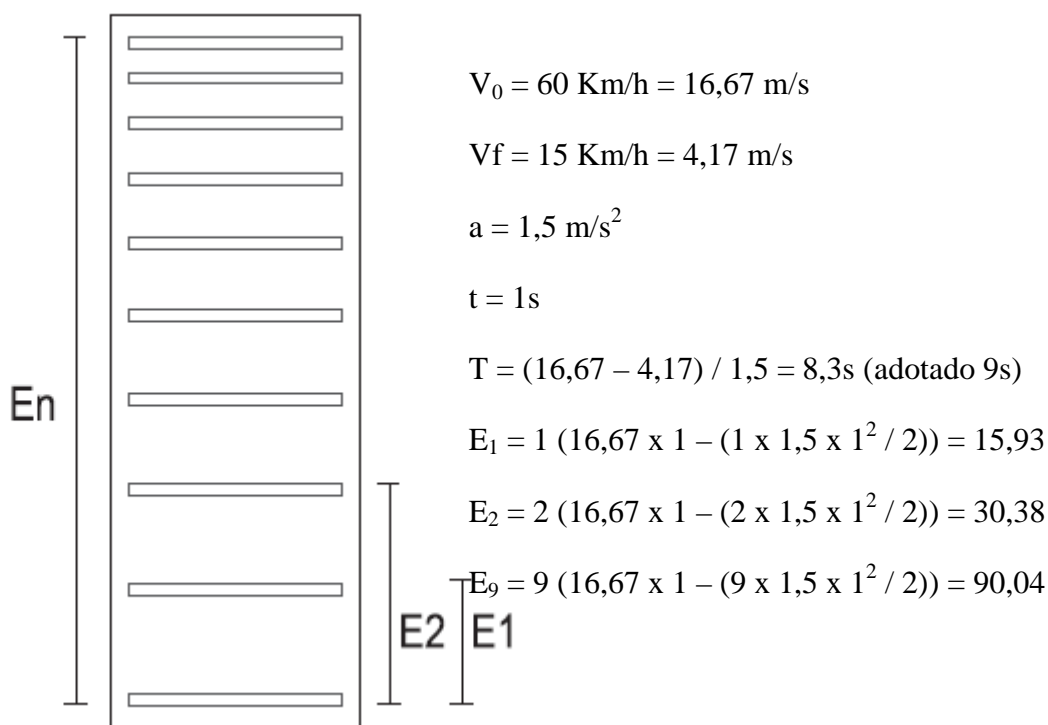 V₀ = 60 Km/h = 16,67 m/s
Vf = 15 Km/h = 4,17 m/s
a = 1,5 m/s²
t = 1s
T = (16,67 – 4,17) / 1,5 = 8,3s (adotado 9s)
En
E₁ = 1 (16,67 x 1 – (1 x 1,5 x 1² / 2)) = 15,93
E₂ = 2 (16,67 x 1 – (2 x 1,5 x 1² / 2)) = 30,38
E₉ = 9 (16,67 x 1 – (9 x 1,5 x 1² / 2)) = 90,04
E2 E1